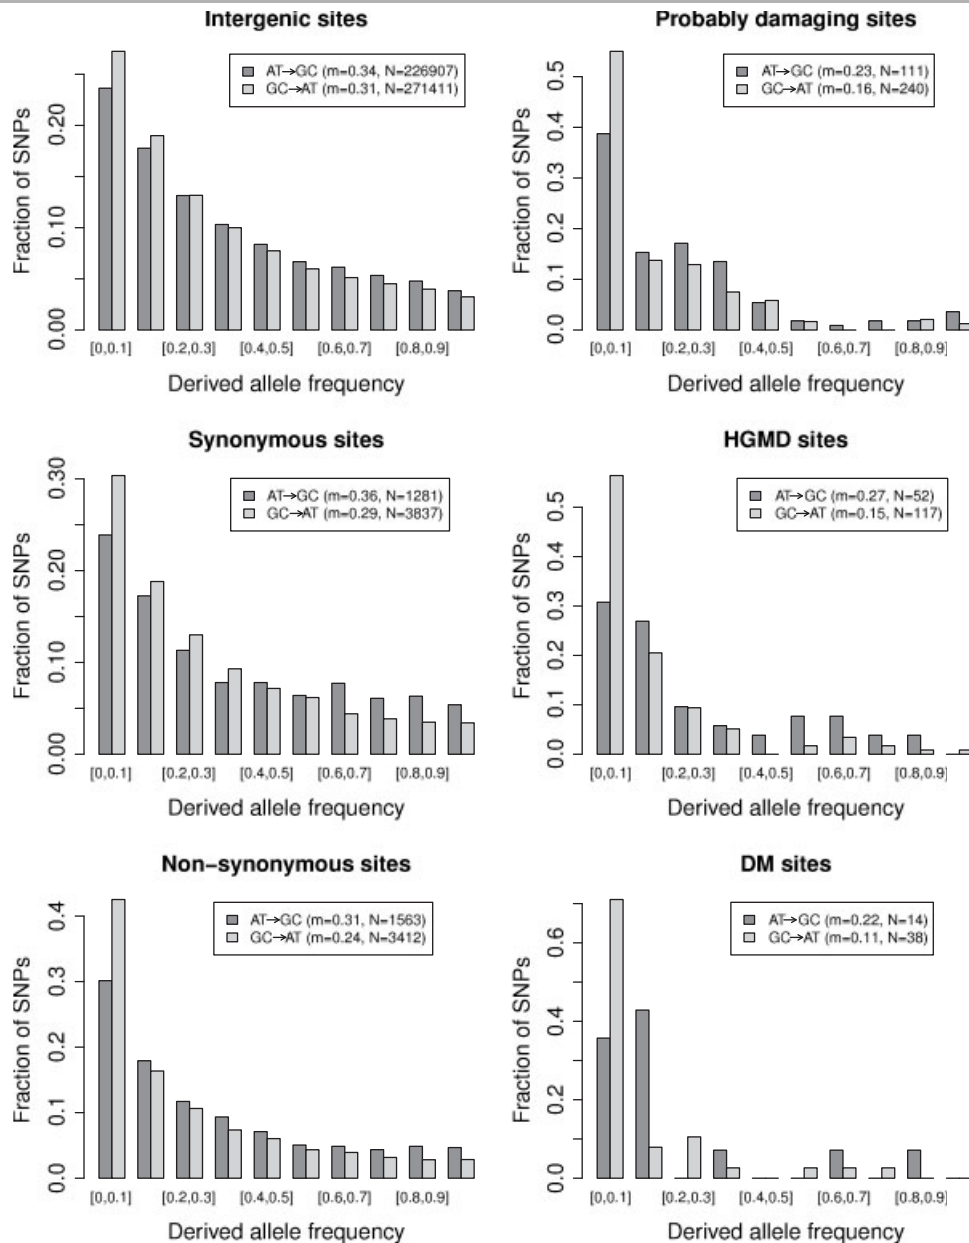 Intergenic sites
AT→GC (m=0.34, N=226907)
GC→AT (m=0.31, N=271411)
Fraction of SNPs
0.20
0.10
0.00
[0,0.1] [0.2,0.3] [0.4,0.5] [0.6,0.7] [0.8,0.9]
Derived allele frequency
Probably damaging sites
AT→GC (m=0.23, N=111)
GC→AT (m=0.16, N=240)
Fraction of SNPs
0.5
0.4
0.3
0.2
0.1
0.0
[0,0.1] [0.2,0.3] [0.4,0.5] [0.6,0.7] [0.8,0.9]
Derived allele frequency
Synonymous sites
AT→GC (m=0.36, N=1281)
GC→AT (m=0.29, N=3837)
Fraction of SNPs
0.30
0.20
0.10
0.00
[0,0.1] [0.2,0.3] [0.4,0.5] [0.6,0.7] [0.8,0.9]
Derived allele frequency
HGMD sites
AT→GC (m=0.27, N=52)
GC→AT (m=0.15, N=117)
Fraction of SNPs
0.5
0.4
0.3
0.2
0.1
0.0
[0,0.1] [0.2,0.3] [0.4,0.5] [0.6,0.7] [0.8,0.9]
Derived allele frequency
Non−synonymous sites
AT→GC (m=0.31, N=1563)
GC→AT (m=0.24, N=3412)
Fraction of SNPs
0.4
0.3
0.2
0.1
0.0
[0,0.1] [0.2,0.3] [0.4,0.5] [0.6,0.7] [0.8,0.9]
Derived allele frequency
DM sites
AT→GC (m=0.22, N=14)
GC→AT (m=0.11, N=38)
Fraction of SNPs
0.6
0.4
0.2
0.0
[0,0.1] [0.2,0.3] [0.4,0.5] [0.6,0.7] [0.8,0.9]
Derived allele frequency